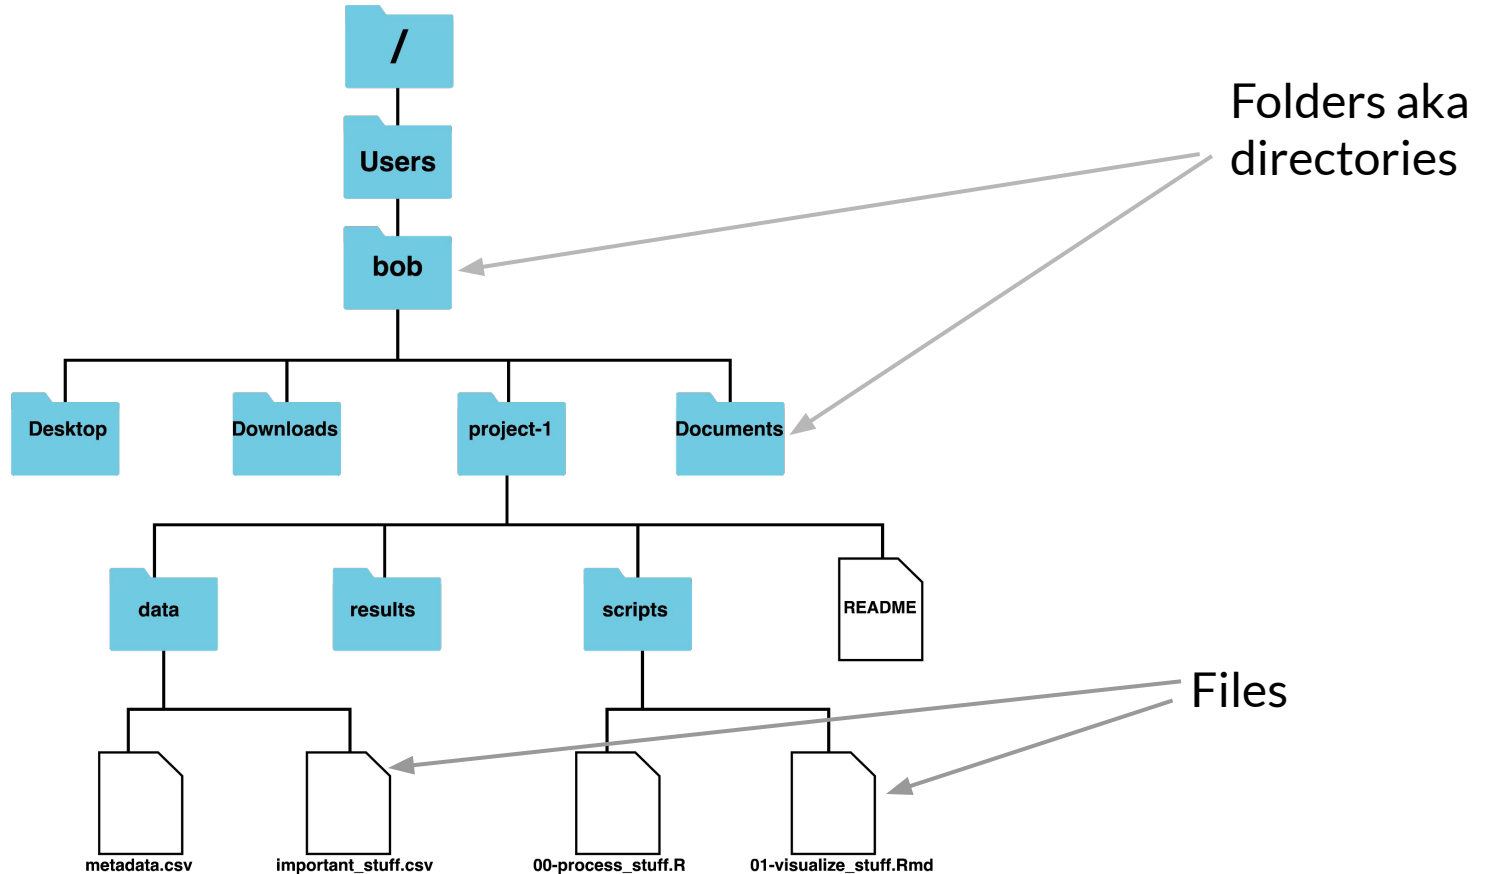 /
Folders aka
directories
Users
bob
Desktop
Downloads
project-1
Documents
data
results
scripts
README
Files
metadata.csv
important_stuff.csv
00-process_stuff.R
01-visualize_stuff.Rmd